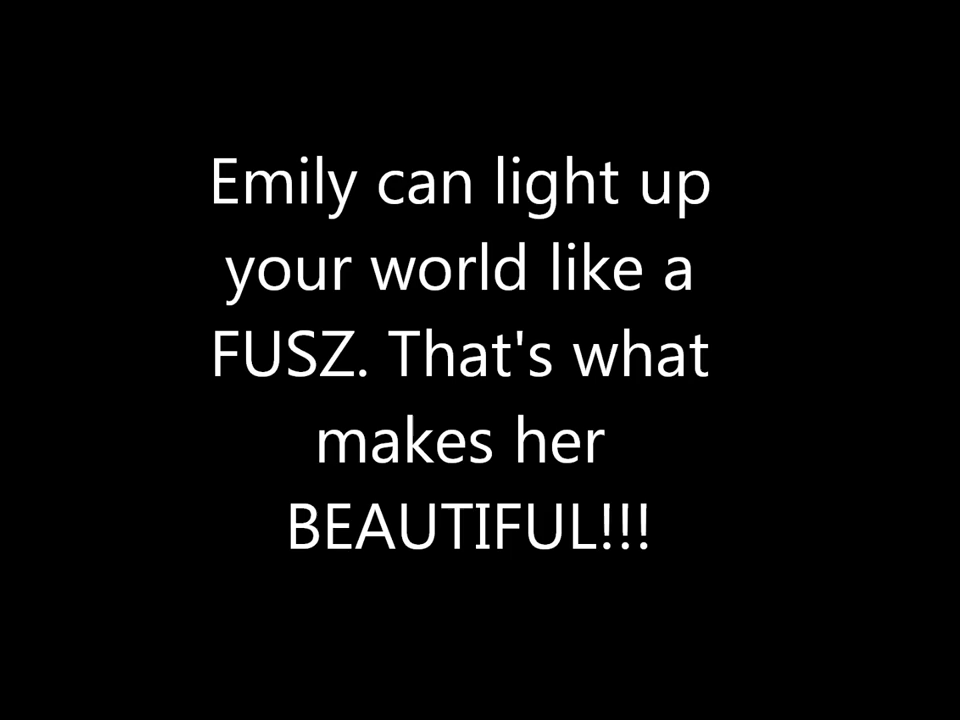 Emily can light up
your world like a
FUSZ. That's what
makes her
BEAUTIFUL!!!